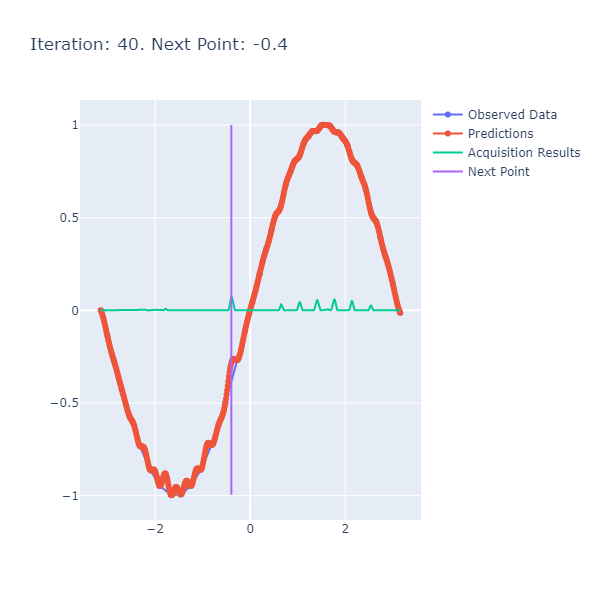 Iteration: 40. Next Point: -0.4
Observed Data
Predictions
Acquisition Results
Next Point
1
0.5
0
−0.5
−1
−2
0
2